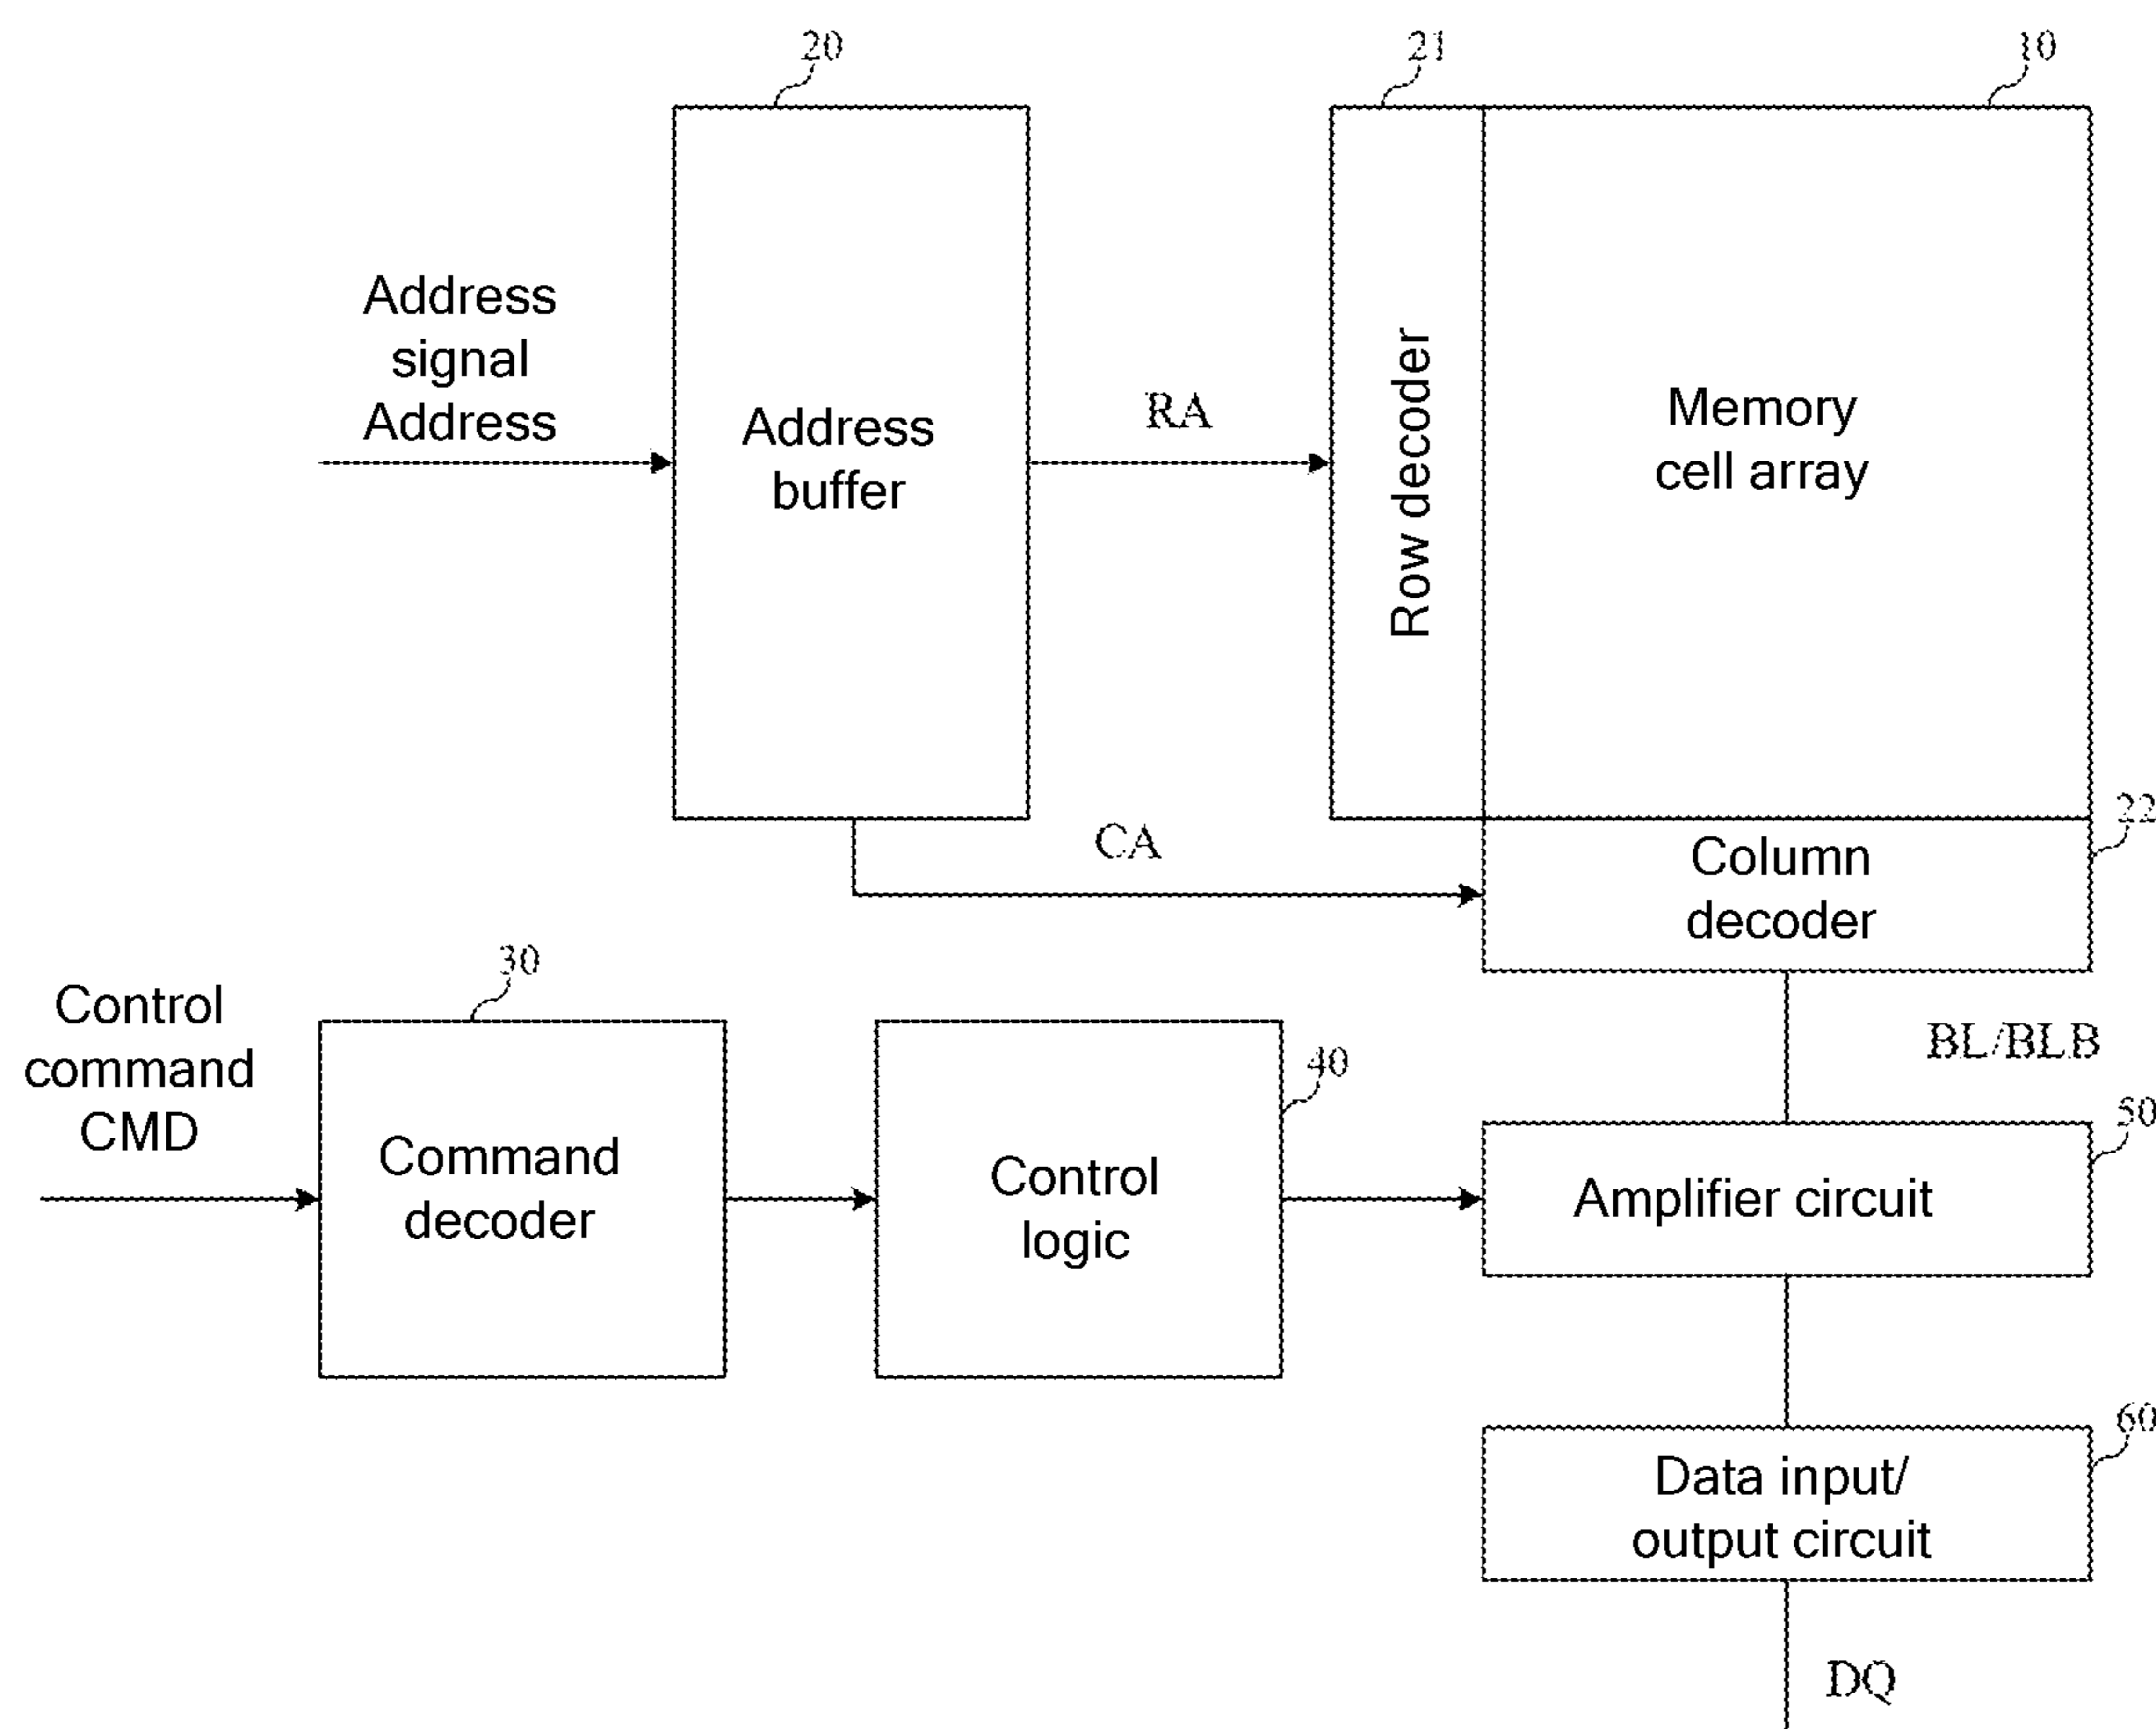 20
21
10
Address
signal
Address
Address
buffer
RA
Row decoder
Memory
cell array
22
CA
Column
decoder
30
Control
command
CMD
40
BL/BLB
50
Command
decoder
Control
logic
Amplifier circuit
60
Data input/
output circuit
DQ